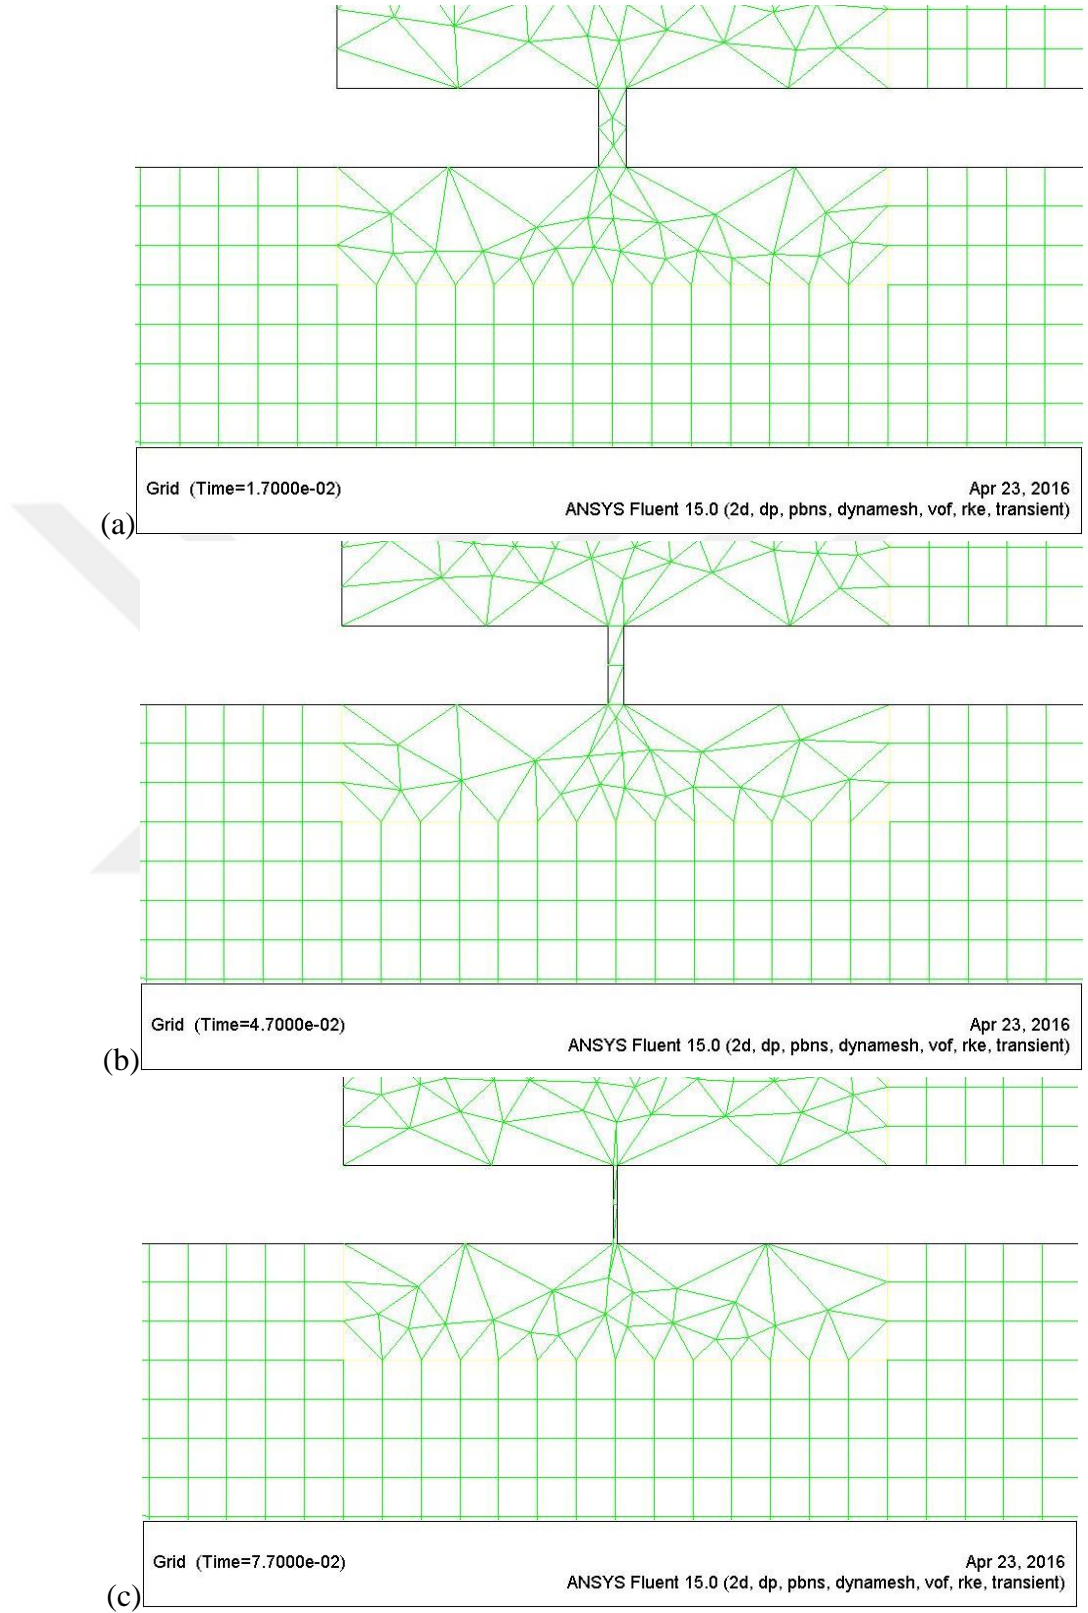 Grid (Time=1.7000e-02)
Apr 23, 2016
ANSYS Fluent 15.0 (2d, dp, pbns, dynamesh, vof, rke, transient)
(a)
Grid (Time=4.7000e-02)
Apr 23, 2016
ANSYS Fluent 15.0 (2d, dp, pbns, dynamesh, vof, rke, transient)
(b)
Grid (Time=7.7000e-02)
Apr 23, 2016
ANSYS Fluent 15.0 (2d, dp, pbns, dynamesh, vof, rke, transient)
(c)